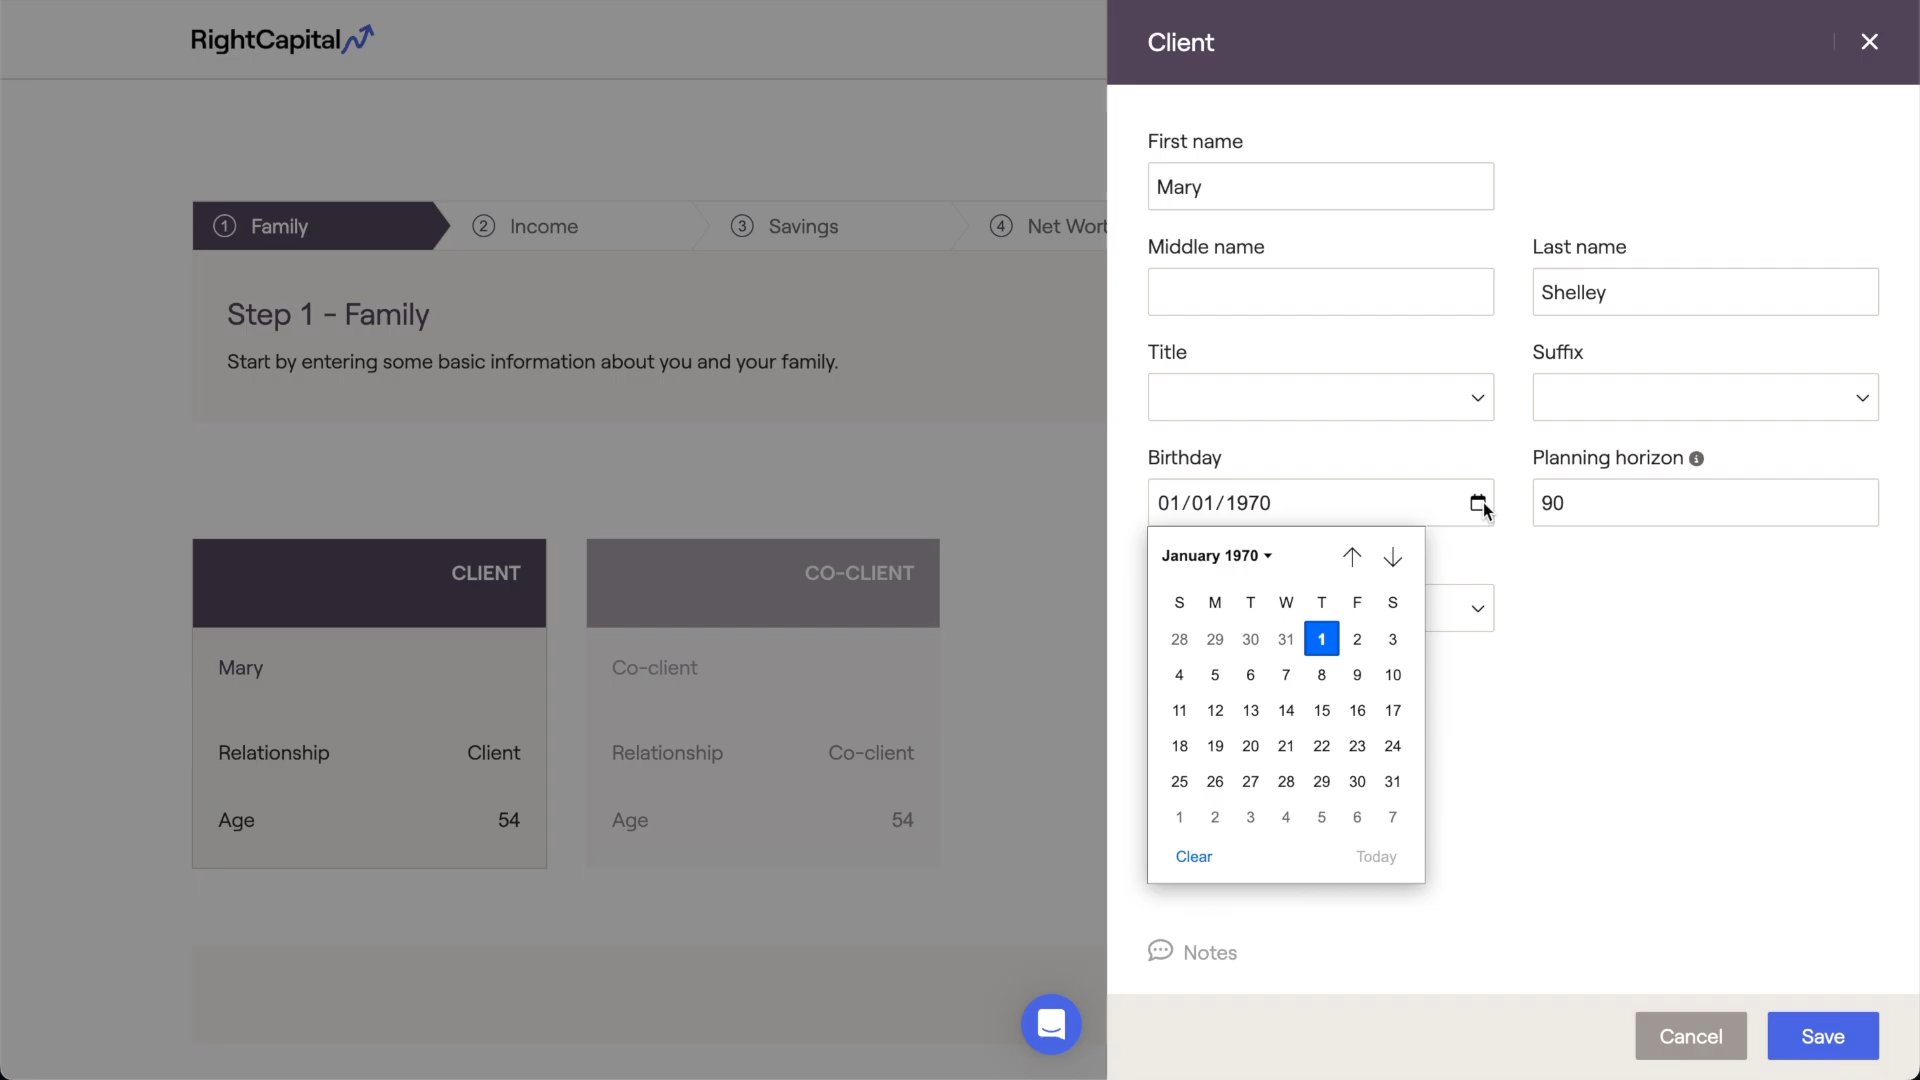 RightCapital
Client
1 Family
2 Income
3 Savings
4 Net Wort
Step 1 - Family
Start by entering some basic information about you and your family.
CLIENT
Mary
Relationship Client
Age 54
CO-CLIENT
Co-client
Relationship Co-client
Age 54
First name
Mary
Middle name
Last name
Shelley
Title
Suffix
Birthday
01/01/1970
Planning horizon
90
January 1970
S M T W T F S
28 29 30 31 1 2 3
4 5 6 7 8 9 10
11 12 13 14 15 16 17
18 19 20 21 22 23 24
25 26 27 28 29 30 31
1 2 3 4 5 6 7
Clear Today
Notes
Cancel Save